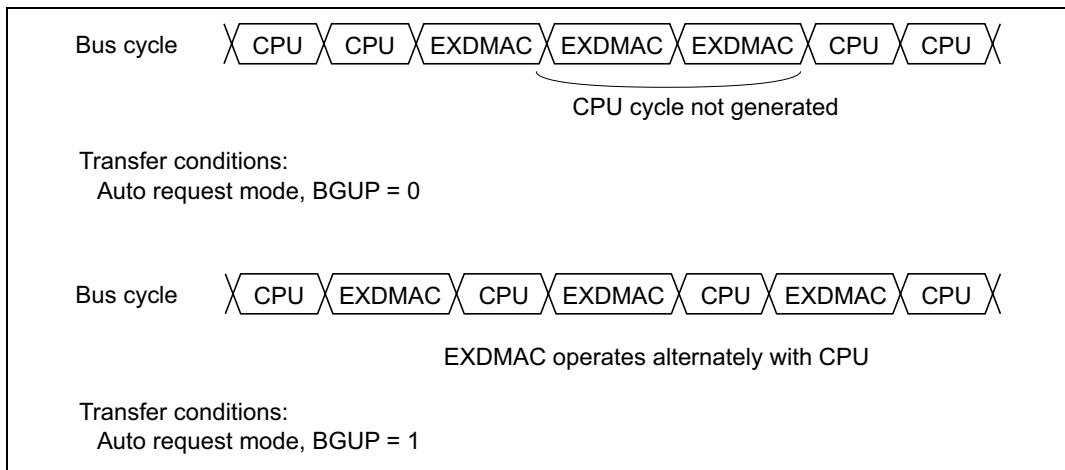 Bus cycle CPU CPU EXDMAC EXDMAC EXDMAC CPU CPU
CPU cycle not generated
Transfer conditions:
Auto request mode, BGUP = 0
Bus cycle CPU EXDMAC CPU EXDMAC CPU EXDMAC CPU
EXDMAC operates alternately with CPU
Transfer conditions:
Auto request mode, BGUP = 1